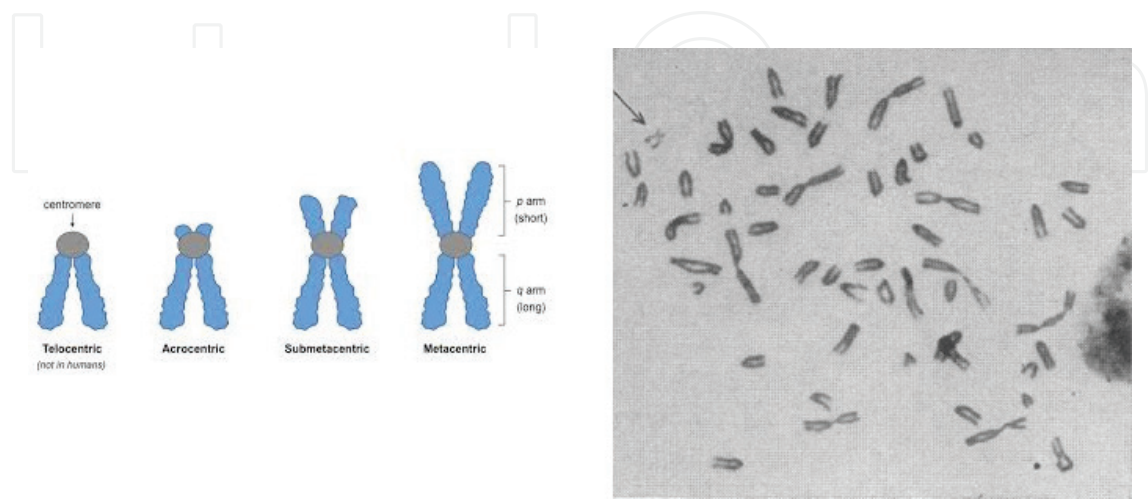 centromere
p arm
(short)
q arm
(long)
Telocentric
(not in humans)
Acrocentric
Submetacentric
Metacentric